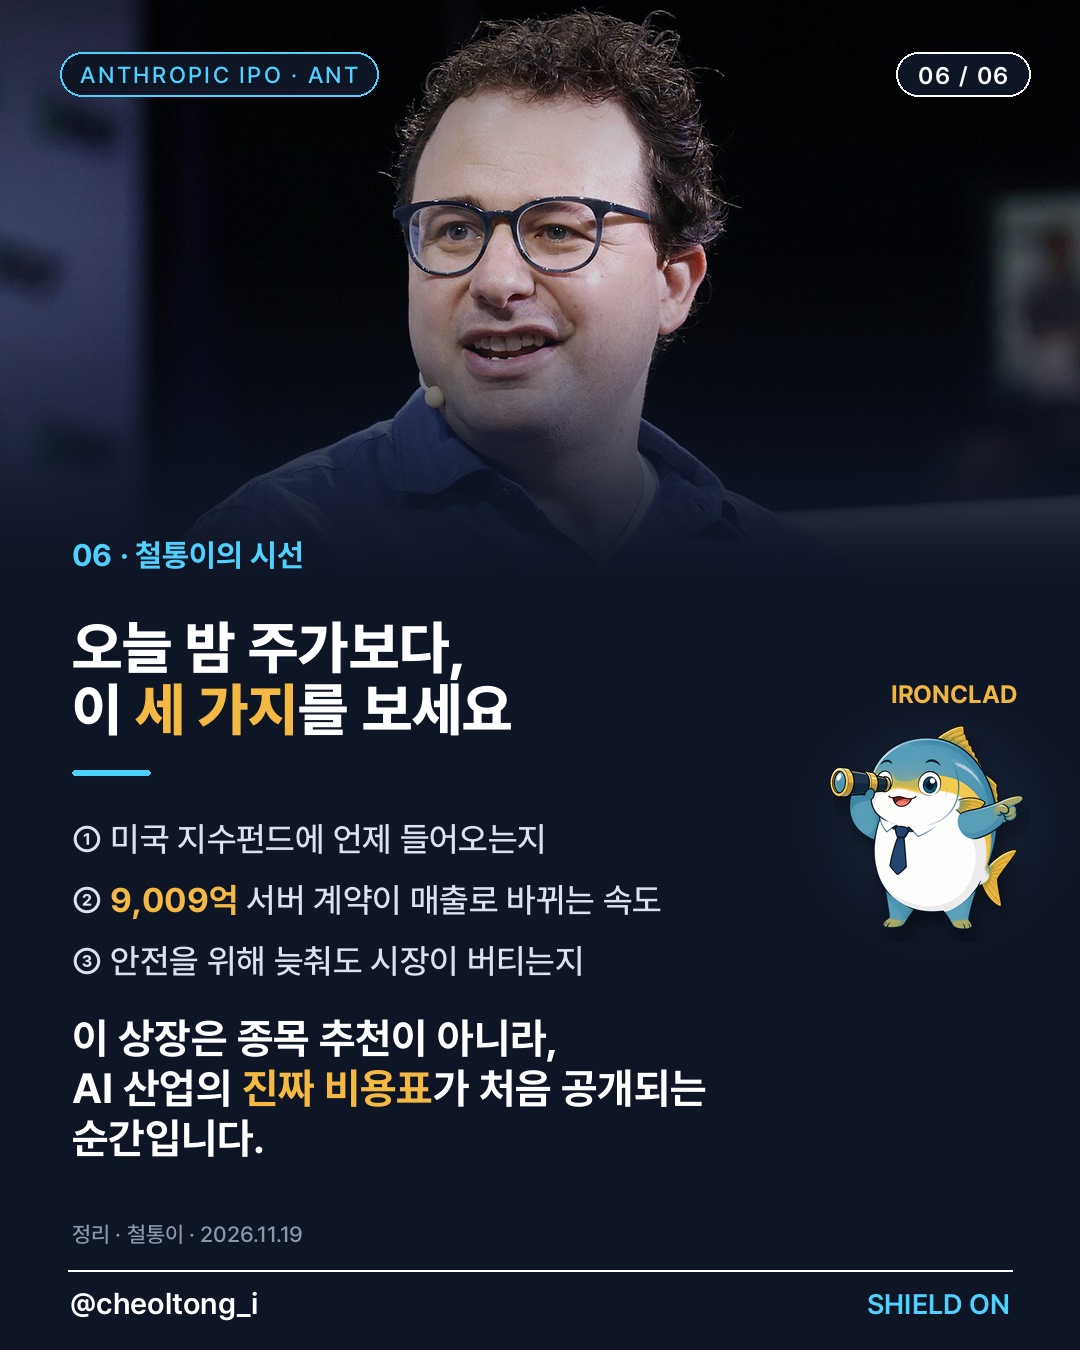 ANTHROPIC IPO · ANT
06 / 06
06 · 철통이의 시선
오늘 밤 주가보다,
이 세 가지를 보세요
IRONCLAD
① 미국 지수펀드에 언제 들어오는지
② 9,009억 서버 계약이 매출로 바뀌는 속도
③ 안전을 위해 늦춰도 시장이 버티는지
이 상장은 종목 추천이 아니라,
AI 산업의 진짜 비용표가 처음 공개되는
순간입니다.
정리 · 철통이 · 2026.11.19
@cheoltong_i
SHIELD ON